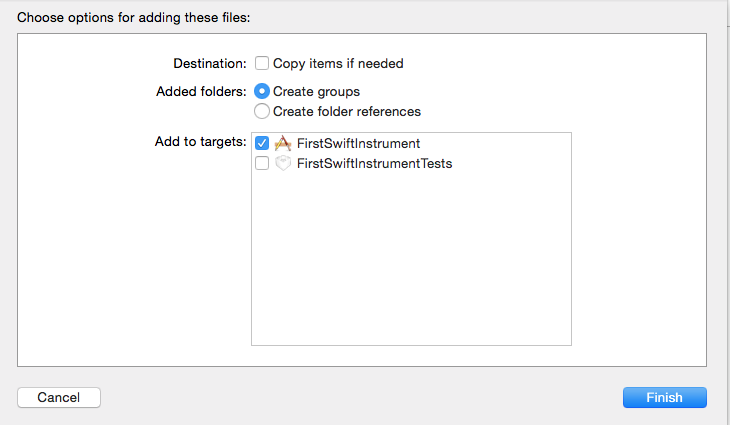 Choose options for adding these files:
Destination: Copy items if needed
Added folders: Create groups
Create folder references
Add to targets: FirstSwiftInstrument
FirstSwiftInstrumentTests
Cancel Finish